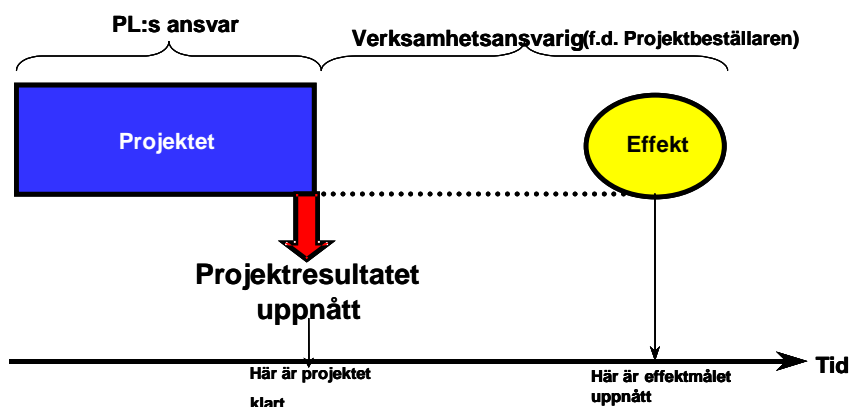 PL:s ansvar
Verksamhetsansvarig(f.d. Projektbeställaren)
Projektet
Effekt
Projektresultatet
uppnått
Tid
Här är projektet
klart
Här är effektmålet
uppnått